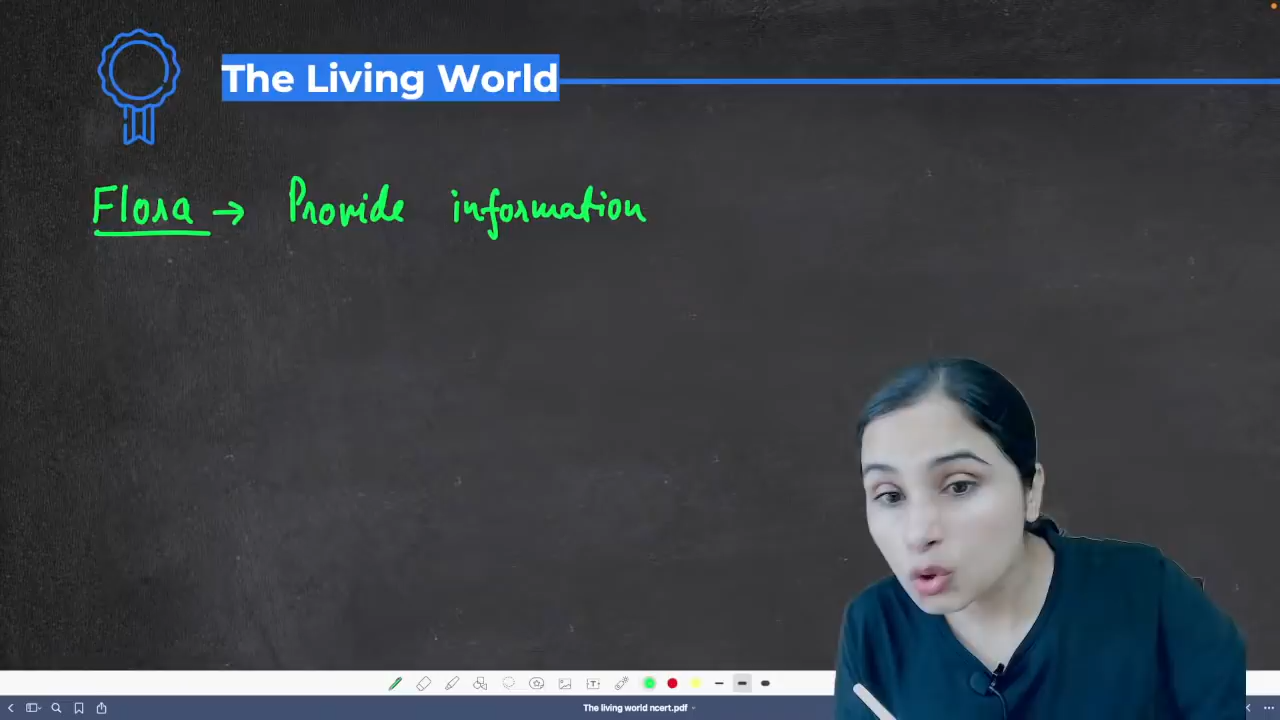 The Living World
Flora → Provide information
The living world ncert.pdf